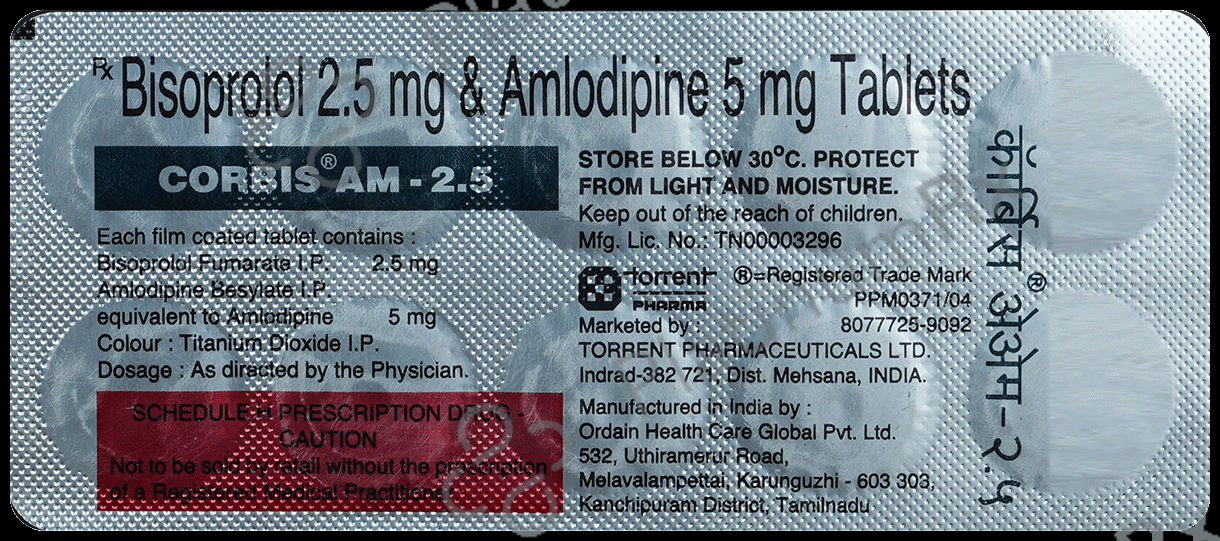 Rx Bisoprolol 2.5 mg & Amlodipine 5 mg Tablets
CORBIS® AM - 2.5
Each film coated tablet contains :
Bisoprolol Fumarate I.P. 2.5 mg
Amlodipine Besylate I.P.
equivalent to Amlodipine 5 mg
Colour : Titanium Dioxide I.P.
Dosage : As directed by the Physician.
SCHEDULE H PRESCRIPTION DRUG -
CAUTION
Not to be sold by retail without the prescription
of a Registered Medical Practitioner
STORE BELOW 30°C. PROTECT
FROM LIGHT AND MOISTURE.
Keep out of the reach of children.
Mfg. Lic. No.: TN00003296
torrent
PHARMA
®=Registered Trade Mark
PPM0371/04
8077725-9092
Marketed by :
TORRENT PHARMACEUTICALS LTD.
Indrad-382 721, Dist. Mehsana, INDIA.
Manufactured in India by :
Ordain Health Care Global Pvt. Ltd.
532, Uthiramerur Road,
Melavalampettai, Karunguzhi - 603 303,
Kanchipuram District, Tamilnadu
कॉर्बिस® अेअेम-२.५